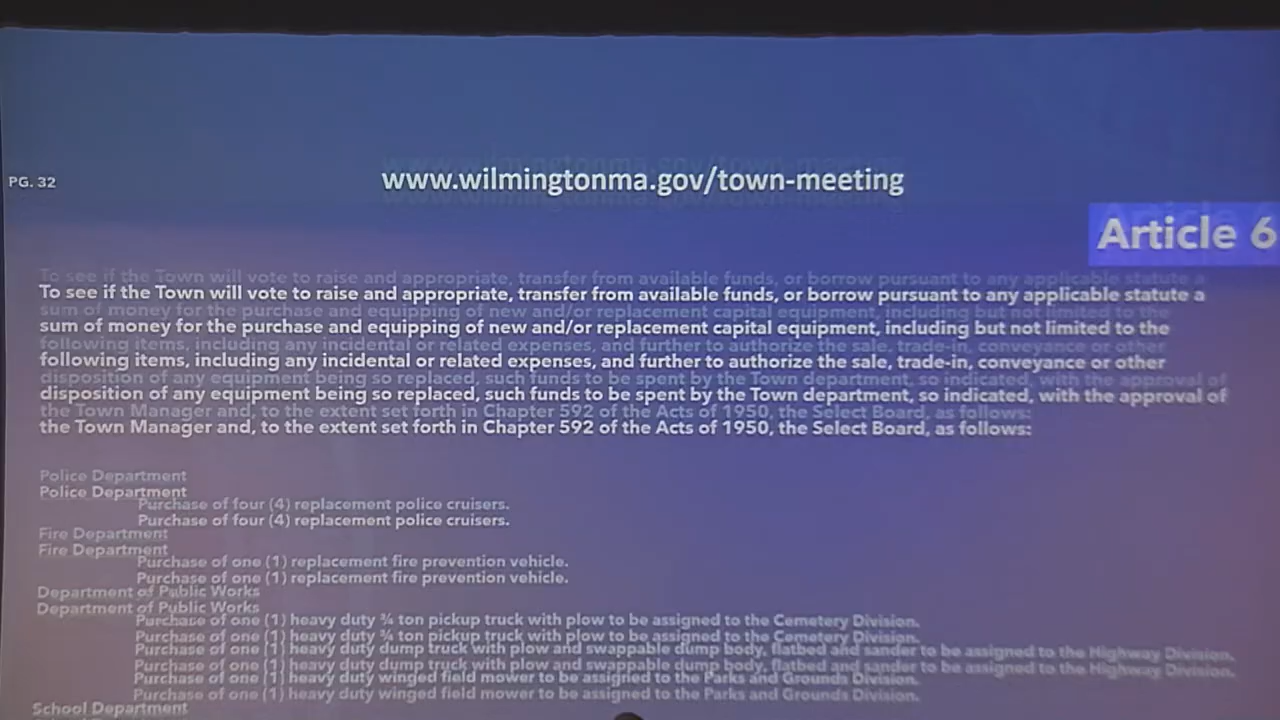 PG. 32
www.wilmingtonma.gov/town-meeting
Article 6
To see if the Town will vote to raise and appropriate, transfer from available funds, or borrow pursuant to any applicable statute a
sum of money for the purchase and equipping of new and/or replacement capital equipment, including but not limited to the
following items, including any incidental or related expenses, and further to authorize the sale, trade-in, conveyance or other
disposition of any equipment being so replaced, such funds to be spent by the Town department, so indicated, with the approval of
the Town Manager and, to the extent set forth in Chapter 592 of the Acts of 1950, the Select Board, as follows:
Police Department
Purchase of four (4) replacement police cruisers.
Fire Department
Purchase of one (1) replacement fire prevention vehicle.
Department of Public Works
Purchase of one (1) heavy duty ¾ ton pickup truck with plow to be assigned to the Cemetery Division.
Purchase of one (1) heavy duty dump truck with plow and swappable dump body, flatbed and sander to be assigned to the Highway Division.
Purchase of one (1) heavy duty winged field mower to be assigned to the Parks and Grounds Division.
School Department